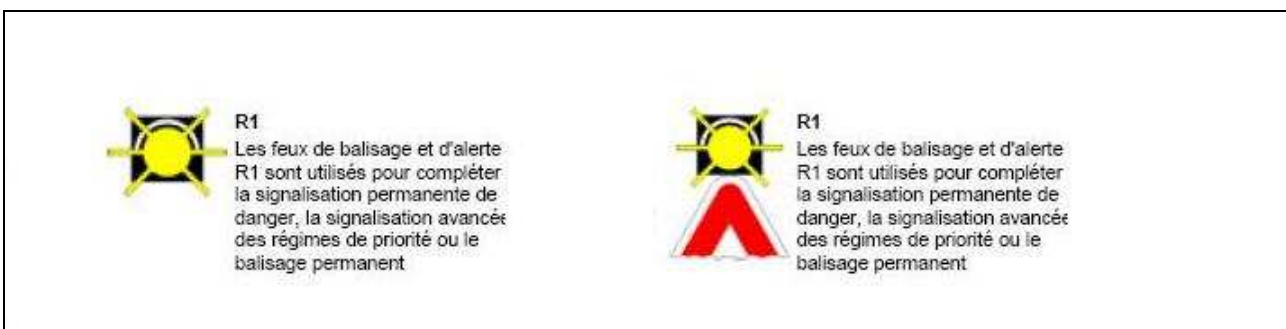 R1
Les feux de balisage et d'alerte
R1 sont utilisés pour compléter
la signalisation permanente de
danger, la signalisation avancée
des régimes de priorité ou le
balisage permanent
R1
Les feux de balisage et d'alerte
R1 sont utilisés pour compléter
la signalisation permanente de
danger, la signalisation avancée
des régimes de priorité ou le
balisage permanent